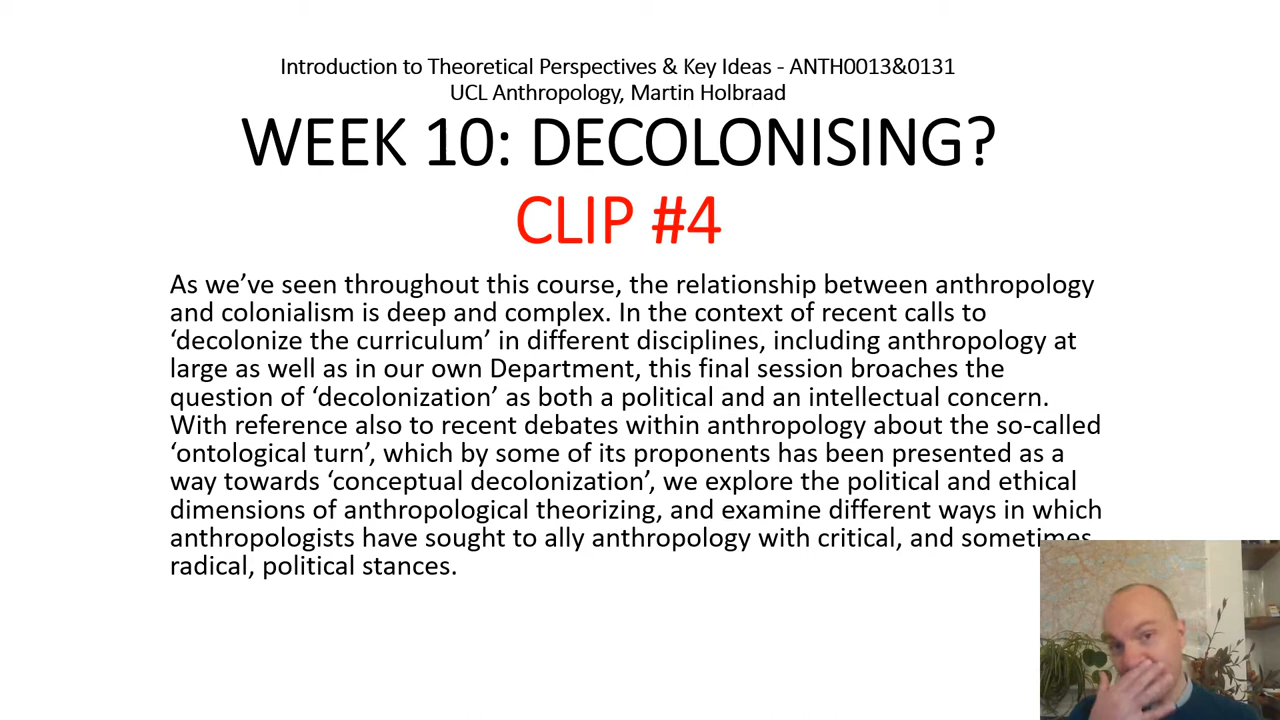 Introduction to Theoretical Perspectives & Key Ideas - ANTH0013&0131
UCL Anthropology, Martin Holbraad
WEEK 10: DECOLONISING?
CLIP #4
As we’ve seen throughout this course, the relationship between anthropology
and colonialism is deep and complex. In the context of recent calls to
‘decolonize the curriculum’ in different disciplines, including anthropology at
large as well as in our own Department, this final session broaches the
question of ‘decolonization’ as both a political and an intellectual concern.
With reference also to recent debates within anthropology about the so-called
‘ontological turn’, which by some of its proponents has been presented as a
way towards ‘conceptual decolonization’, we explore the political and ethical
dimensions of anthropological theorizing, and examine different ways in which
anthropologists have sought to ally anthropology with critical, and sometimes
radical, political stances.